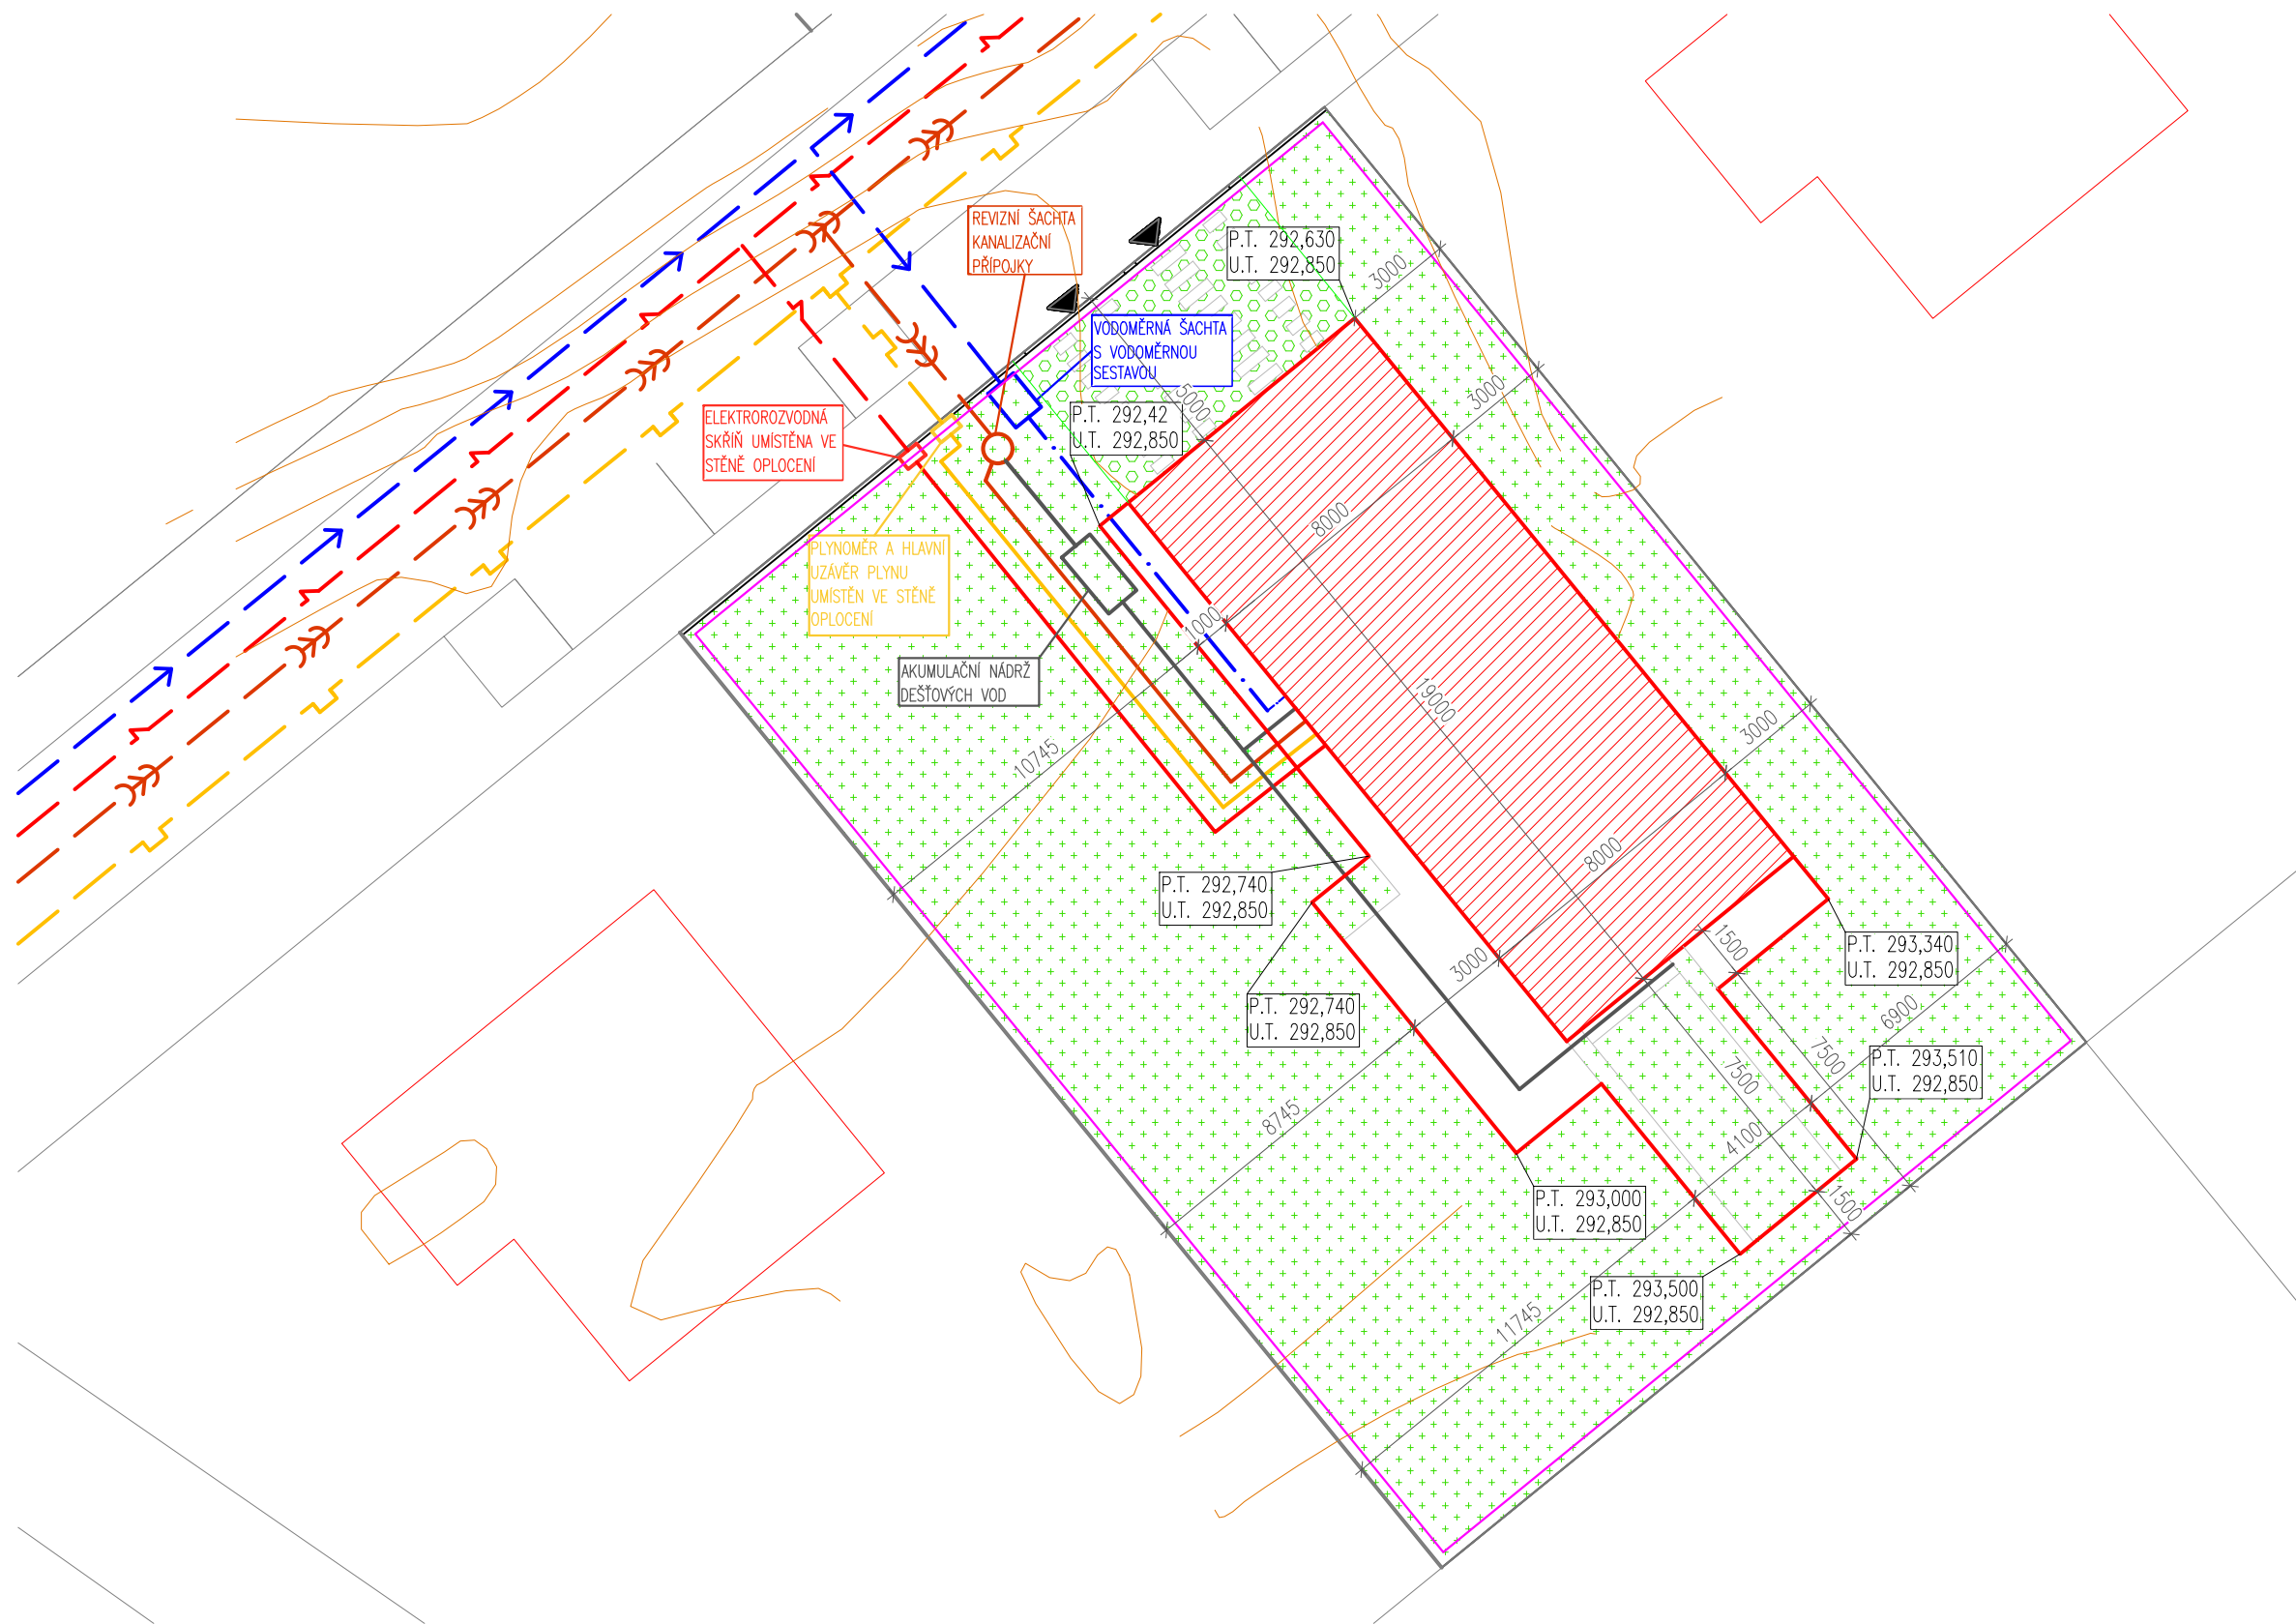 REVIZNÍ ŠACHTA
KANALIZAČNÍ
PŘÍPOJKY
P.T. 292,630
U.T. 292,850
3000
VODOMĚRNÁ ŠACHTA
S VODOMĚRNOU
SESTAVOU
3000
5000
P.T. 292,42
U.T. 292,850
ELEKTROROZVODNÁ
SKŘÍŇ UMÍSTĚNA VE
STĚNĚ OPLOCENÍ
8000
PLYNOMĚR A HLAVNÍ
UZÁVĚR PLYNU
UMÍSTĚN VE STĚNĚ
OPLOCENÍ
1000
AKUMULAČNÍ NÁDRŽ
DEŠŤOVÝCH VOD
19000
3000
10745
8000
P.T. 292,740
U.T. 292,850
1500
P.T. 293,340
U.T. 292,850
3000
P.T. 292,740
U.T. 292,850
6900
7500
P.T. 293,510
U.T. 292,850
7500
8745
4100
P.T. 293,000
U.T. 292,850
1500
P.T. 293,500
U.T. 292,850
11745